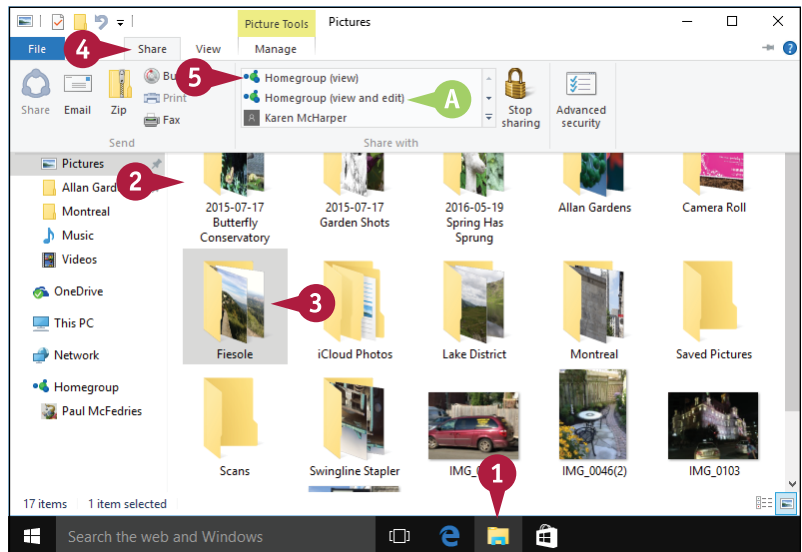 Picture Tools Pictures
File Share View Manage
4
5
Homegroup (view)
Homegroup (view and edit)
A
Karen McHarper
Share Email Zip
Print
Fax
Stop sharing
Advanced security
Send
Share with
Pictures
Allan
Montreal
Music
Videos
OneDrive
This PC
Network
Homegroup
Paul McFedries
2
2015-07-17
Butterfly
Conservatory
2015-07-17
Garden Shots
2016-05-19
Spring Has
Sprung
Allan Gardens
Camera Roll
3
Fiesole
iCloud Photos
Lake District
Montreal
Saved Pictures
Scans
Swingline Stapler
IMG_0046(2)
IMG_0103
1
17 items 1 item selected
Search the web and Windows